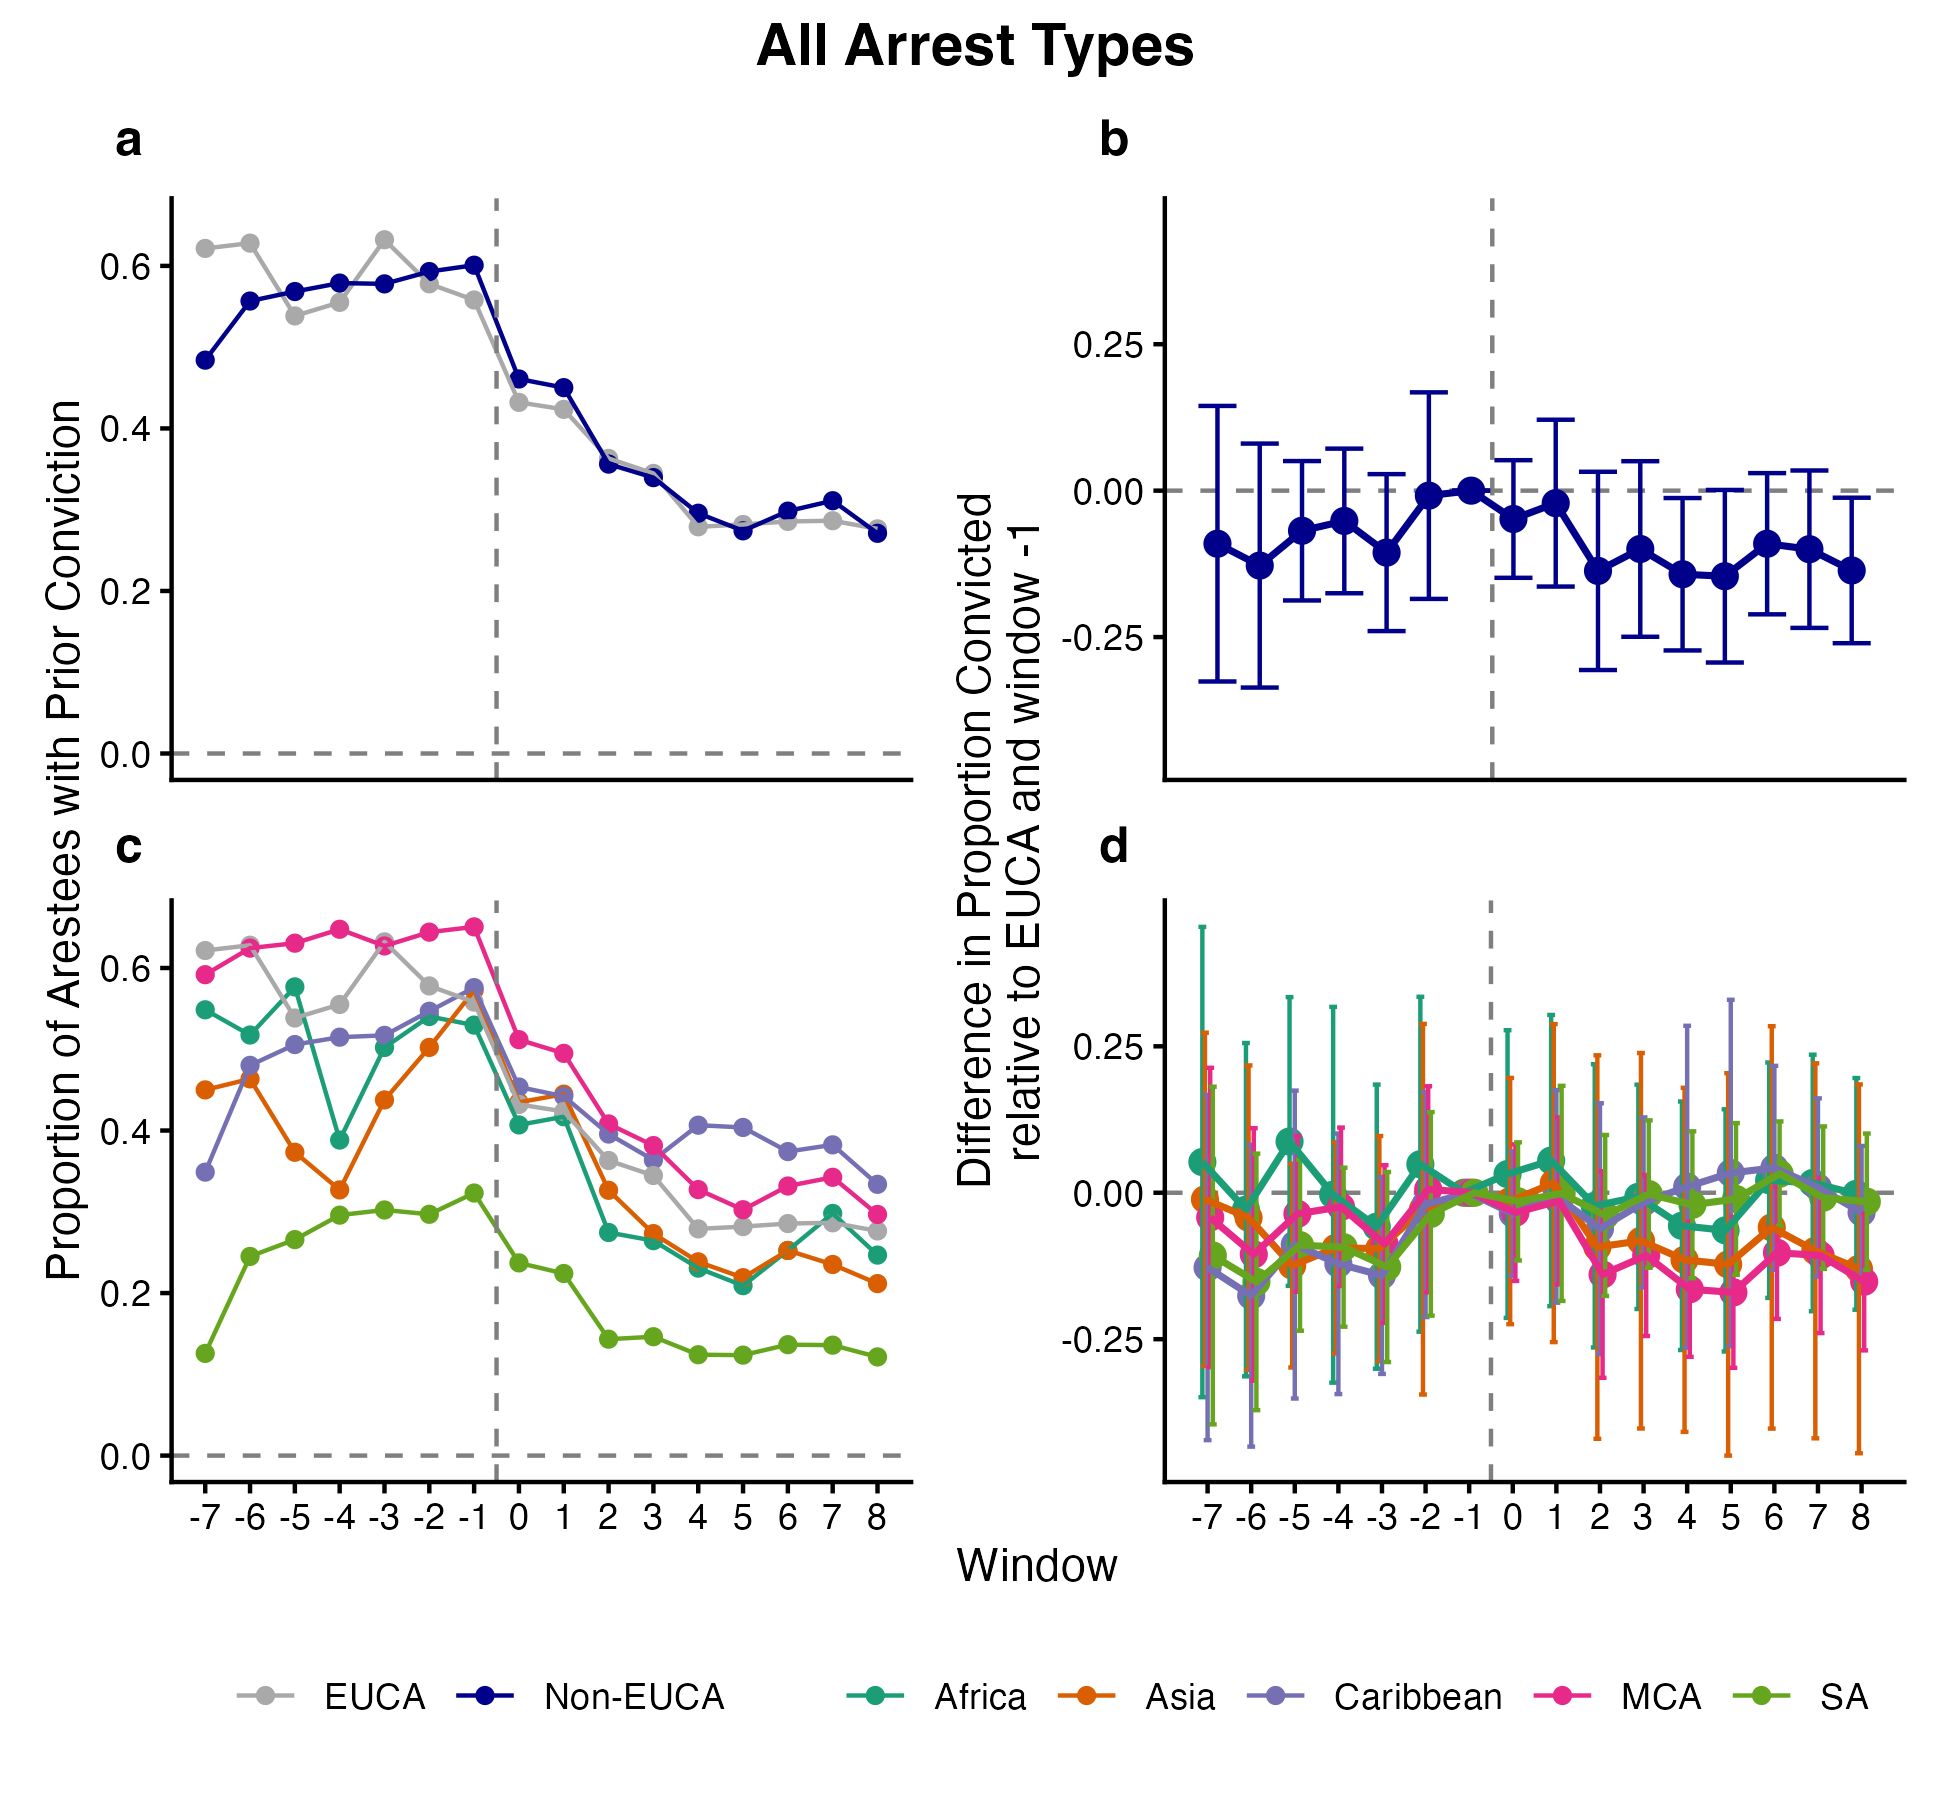 All Arrest Types
a
b
0.6
0.4
0.2
0.0
0.25
0.00
-0.25
Proportion of Arestees with Prior Conviction
Difference in Proportion Convicted
relative to EUCA and window -1
c
d
0.6
0.4
0.2
0.0
0.25
0.00
-0.25
-7 -6 -5 -4 -3 -2 -1 0 1 2 3 4 5 6 7 8
-7 -6 -5 -4 -3 -2 -1 0 1 2 3 4 5 6 7 8
Window
EUCA Non-EUCA Africa Asia Caribbean MCA SA